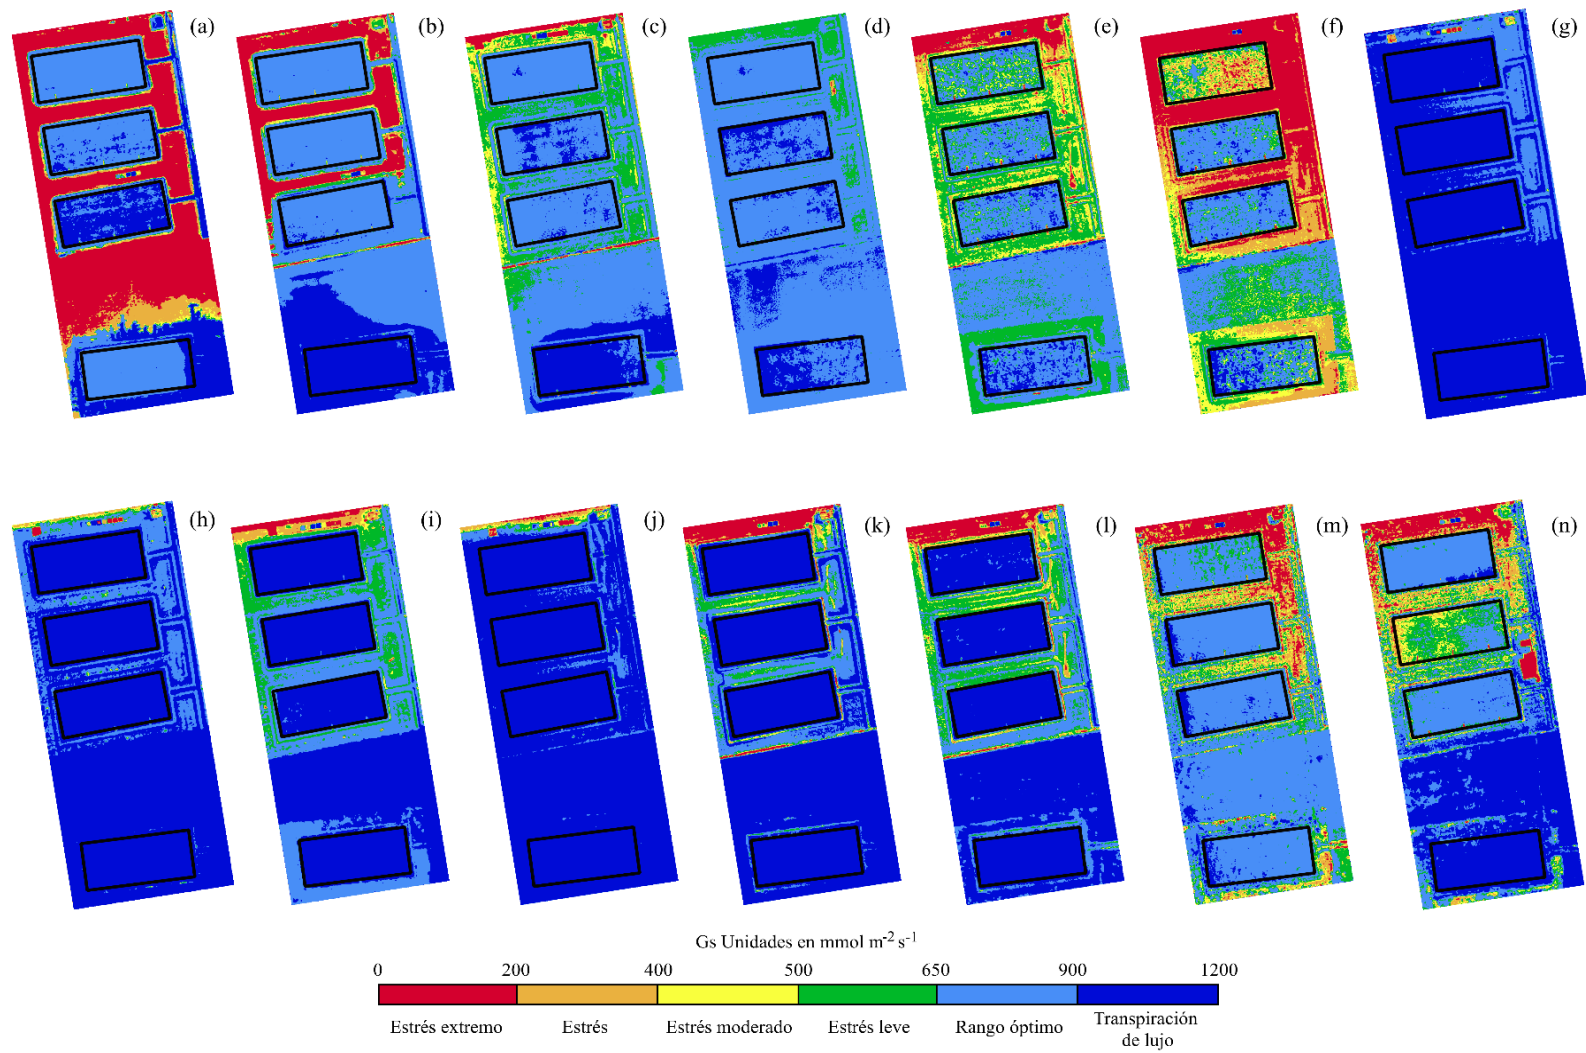 (a) (b) (c) (d) (e) (f) (g)
(h) (i) (j) (k) (l) (m) (n)
Gs Unidades en mmol m⁻² s⁻¹
0 200 400 500 650 900 1200
Estrés extremo Estrés Estrés moderado Estrés leve Rango óptimo Transpiración
de lujo